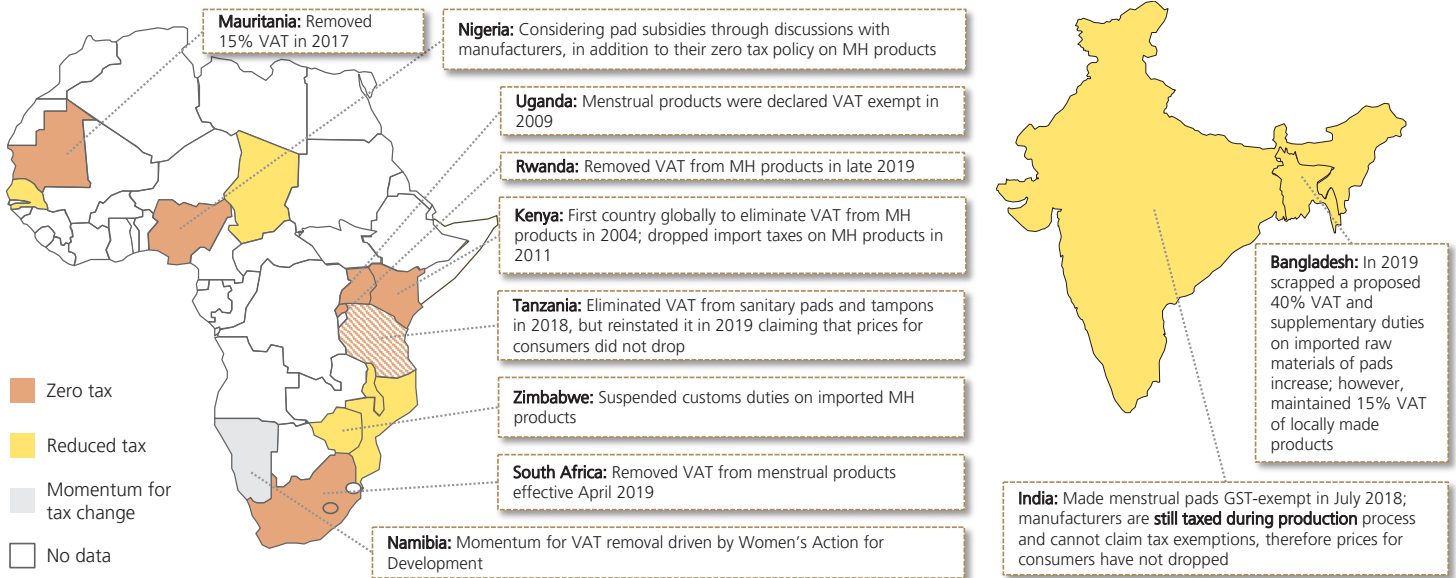 Mauritania: Removed
15% VAT in 2017
Nigeria: Considering pad subsidies through discussions with
manufacturers, in addition to their zero tax policy on MH products
Uganda: Menstrual products were declared VAT exempt in
2009
Rwanda: Removed VAT from MH products in late 2019
Kenya: First country globally to eliminate VAT from MH
products in 2004; dropped import taxes on MH products in
2011
Tanzania: Eliminated VAT from sanitary pads and tampons
in 2018, but reinstated it in 2019 claiming that prices for
consumers did not drop
Zimbabwe: Suspended customs duties on imported MH
products
South Africa: Removed VAT from menstrual products
effective April 2019
Namibia: Momentum for VAT removal driven by Women's Action for
Development
Zero tax
Reduced tax
Momentum for
tax change
No data
Bangladesh: In 2019
scrapped a proposed
40% VAT and
supplementary duties
on imported raw
materials of pads
increase; however,
maintained 15% VAT
of locally made
products
India: Made menstrual pads GST-exempt in July 2018;
manufacturers are still taxed during production process
and cannot claim tax exemptions, therefore prices for
consumers have not dropped